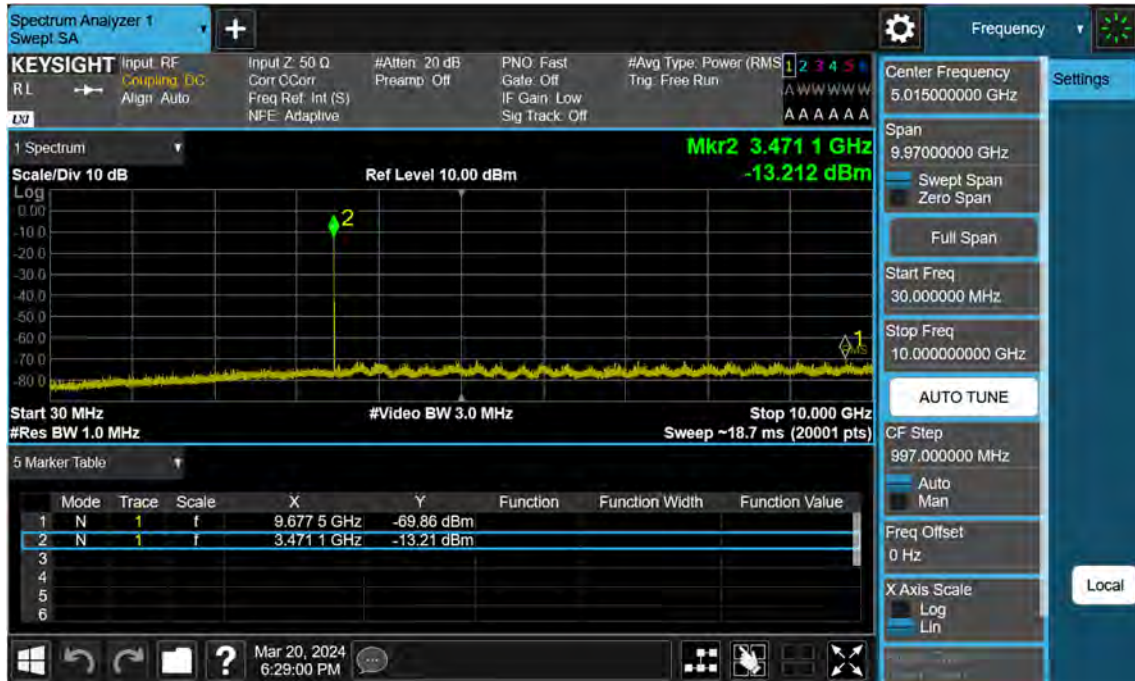 Spectrum Analyzer 1
Swept SA
Frequency
KEYSIGHT
RL
LXI
Input: RF
Coupling: DC
Align: Auto
Input Z: 50 Ω
Corr CCorr
Freq Ref: Int (S)
NFE: Adaptive
#Atten: 20 dB
Preamp: Off
PNO: Fast
Gate: Off
IF Gain: Low
Sig Track: Off
#Avg Type: Power (RMS
Trig: Free Run
1 2 3 4 5 6
A W W W W W
A A A A A A
1 Spectrum
Mkr2 3.471 1 GHz
Scale/Div 10 dB
Ref Level 10.00 dBm
-13.212 dBm
Log
0.00
-10.0
-20.0
-30.0
-40.0
-50.0
-60.0
-70.0
-80.0
2
1
RMS
Start 30 MHz
#Video BW 3.0 MHz
Stop 10.000 GHz
#Res BW 1.0 MHz
Sweep ~18.7 ms (20001 pts)
5 Marker Table
Mode Trace Scale X Y Function Function Width Function Value
1 N 1 f 9.677 5 GHz -69.86 dBm
2 N 1 f 3.471 1 GHz -13.21 dBm
3
4
5
6
Mar 20, 2024
6:29:00 PM
?
Center Frequency
5.015000000 GHz
Settings
Span
9.97000000 GHz
Swept Span
Zero Span
Full Span
Start Freq
30.000000 MHz
Stop Freq
10.000000000 GHz
AUTO TUNE
CF Step
997.000000 MHz
Auto
Man
Freq Offset
0 Hz
X Axis Scale
Log
Lin
Local